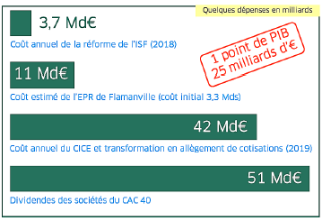 Quelques dépenses en milliards
3,7 Md€
Coût annuel de la réforme de l'ISF (2018)
1 point de PIB
25 milliards d'€
11 Md€
Coût estimé de l'EPR de Flamanville (coût initial 3,3 Mds)
42 Md€
Coût annuel du CICE et transformation en allègement de cotisations (2019)
51 Md€
Dividendes des sociétés du CAC 40